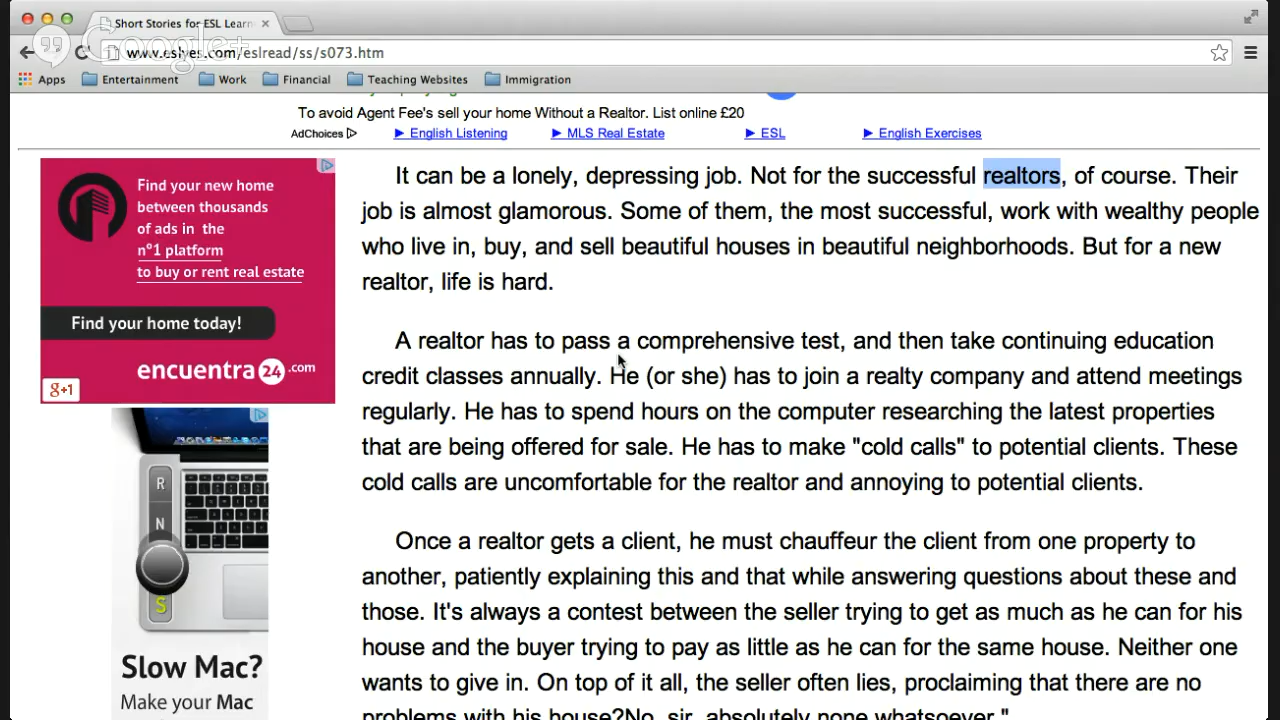 Short Stories for ESL Learn
Google+
www.eslyes.com/eslread/ss/s073.htm
Apps Entertainment Work Financial Teaching Websites Immigration
To avoid Agent Fee's sell your home Without a Realtor. List online £20
AdChoices English Listening MLS Real Estate ESL English Exercises
Find your new home
between thousands
of ads in the
nº1 platform
to buy or rent real estate
Find your home today!
encuentra24.com
g+1
R
N
S
Slow Mac?
Make your Mac
It can be a lonely, depressing job. Not for the successful realtors, of course. Their
job is almost glamorous. Some of them, the most successful, work with wealthy people
who live in, buy, and sell beautiful houses in beautiful neighborhoods. But for a new
realtor, life is hard.
A realtor has to pass a comprehensive test, and then take continuing education
credit classes annually. He (or she) has to join a realty company and attend meetings
regularly. He has to spend hours on the computer researching the latest properties
that are being offered for sale. He has to make "cold calls" to potential clients. These
cold calls are uncomfortable for the realtor and annoying to potential clients.
Once a realtor gets a client, he must chauffeur the client from one property to
another, patiently explaining this and that while answering questions about these and
those. It's always a contest between the seller trying to get as much as he can for his
house and the buyer trying to pay as little as he can for the same house. Neither one
wants to give in. On top of it all, the seller often lies, proclaiming that there are no
problems with his house?No, sir, absolutely none whatsoever."